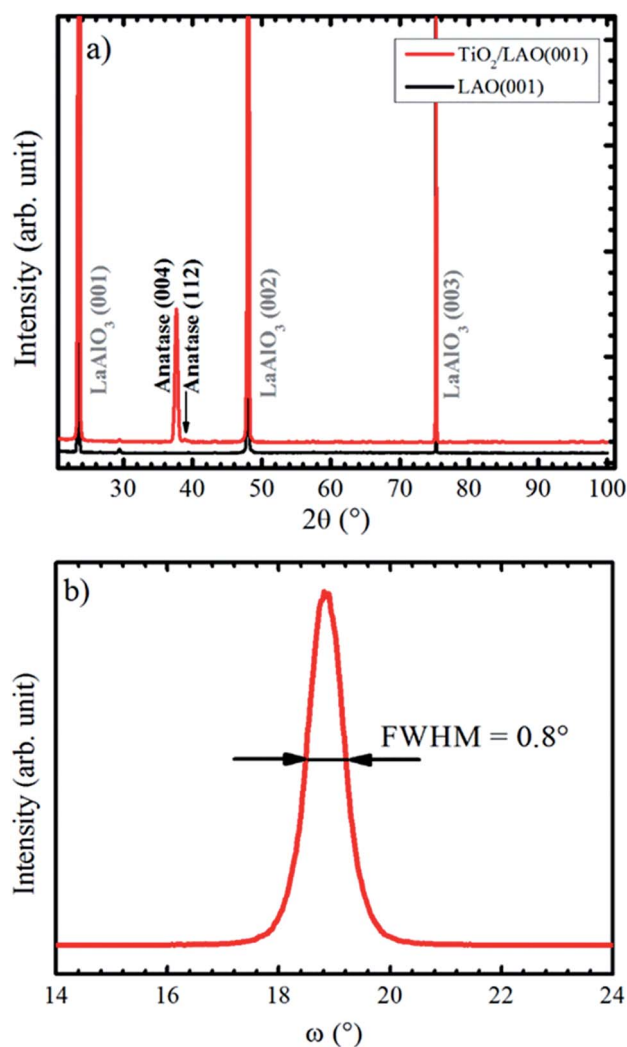 a)
TiO₂/LAO(001)
LAO(001)
Intensity (arb. unit)
LaAlO₃ (001)
Anatase (004)
Anatase (112)
LaAlO₃ (002)
LaAlO₃ (003)
30 40 50 60 70 80 90 100
2θ (°)
b)
Intensity (arb. unit)
FWHM = 0.8°
14 16 18 20 22 24
ω (°)